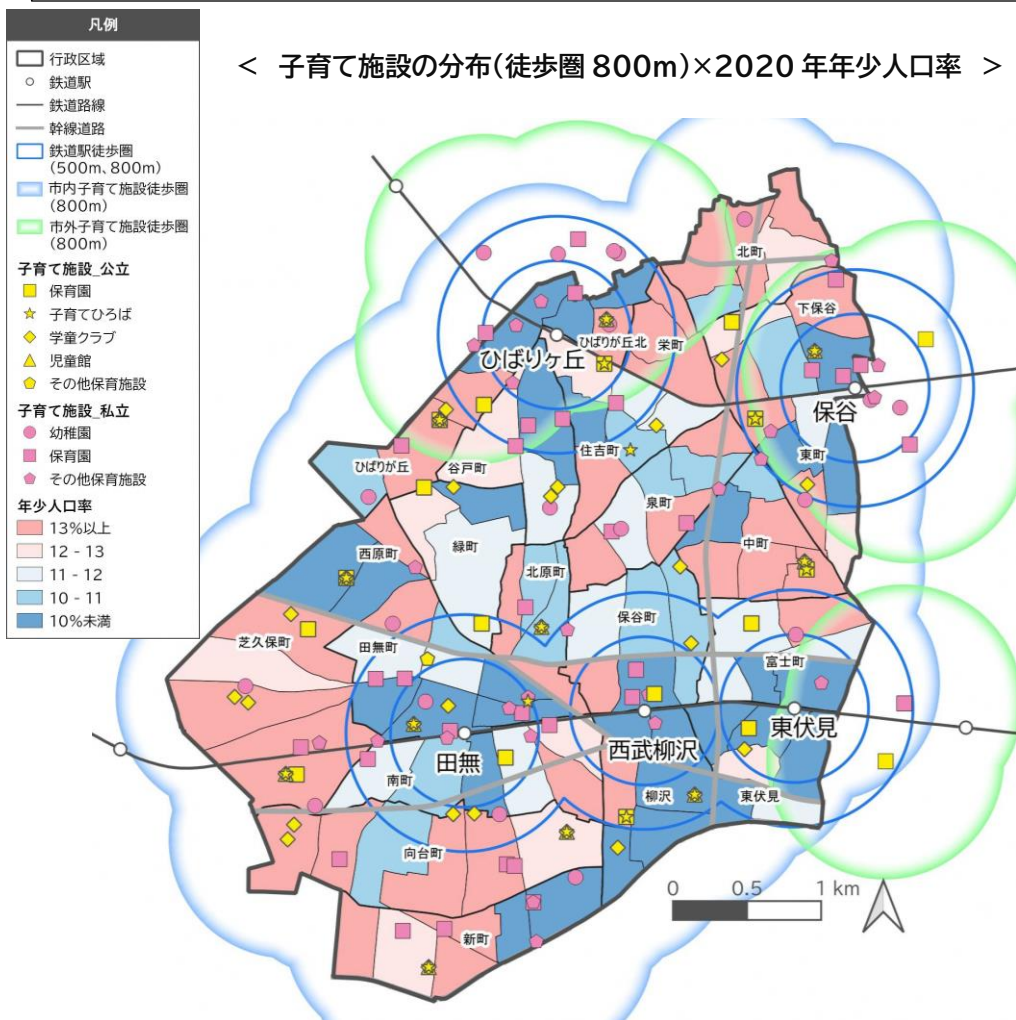 凡例
行政区域
鉄道駅
鉄道路線
幹線道路
鉄道駅徒歩圏
(500m、800m)
市内子育て施設徒歩圏
(800m)
市外子育て施設徒歩圏
(800m)
子育て施設_公立
保育園
子育てひろば
学童クラブ
児童館
その他保育施設
子育て施設_私立
幼稚園
保育園
その他保育施設
年少人口率
13%以上
12 - 13
11 - 12
10 - 11
10%未満
< 子育て施設の分布(徒歩圏 800m)×2020 年年少人口率 >
北町
下保谷
ひばりが丘北
栄町
ひばりヶ丘
保谷
住吉町
東町
ひばりが丘
谷戸町
泉町
西原町
緑町
北原町
中町
保谷町
芝久保町
田無町
富士町
東伏見
西武柳沢
田無
南町
柳沢
東伏見
向台町
新町
0 0.5 1 km